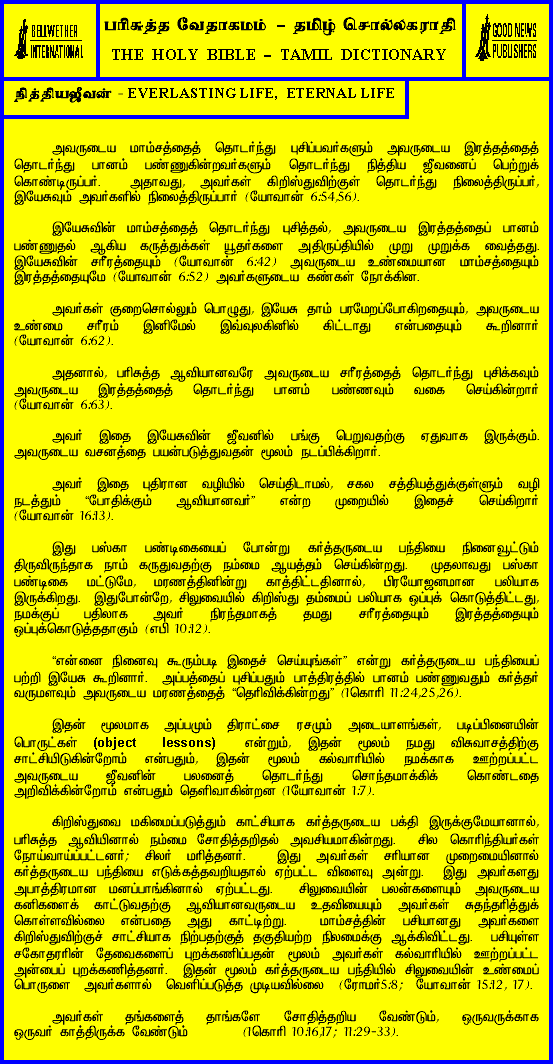 BELLWETHER
INTERNATIONAL
பரிசுத்த வேதாகமம் – தமிழ் சொல்லகராதி
THE HOLY BIBLE – TAMIL DICTIONARY
GOOD NEWS
PUBLISHERS
நித்தியஜீவன் - EVERLASTING LIFE, ETERNAL LIFE
அவருடைய மாம்சத்தைத் தொடர்ந்து புசிப்பவர்களும் அவருடைய இரத்தத்தைத்
தொடர்ந்து பானம் பண்ணுகின்றவர்களும் தொடர்ந்து நித்திய ஜீவனைப் பெற்றுக்
கொண்டிருப்பர். அதாவது, அவர்கள் கிறிஸ்துவிற்குள் தொடர்ந்து நிலைத்திருப்பர்,
இயேசுவும் அவர்களில் நிலைத்திருப்பார் (யோவான் 6:54,56).
இயேசுவின் மாம்சத்தைத் தொடர்ந்து புசித்தல், அவருடைய இரத்தத்தைப் பானம்
பண்ணுதல் ஆகிய கருத்துக்கள் யூதர்களை அதிருப்தியில் முறு முறுக்க வைத்தது.
இயேசுவின் சரீரத்தையும் (யோவான் 6:42) அவருடைய உண்மையான மாம்சத்தையும்
இரத்தத்தையுமே (யோவான் 6:52) அவர்களுடைய கண்கள் நோக்கின.
அவர்கள் குறைசொல்லும் பொழுது, இயேசு தாம் பரமேறப்போகிறதையும், அவருடைய
உண்மை சரீரம் இனிமேல் இவ்வுலகினில் கிட்டாது என்பதையும் கூறினார்
(யோவான் 6:62).
அதனால், பரிசுத்த ஆவியானவரே அவருடைய சரீரத்தைத் தொடர்ந்து புசிக்கவும்
அவருடைய இரத்தத்தைத் தொடர்ந்து பானம் பண்ணவும் வகை செய்கின்றார்
(யோவான் 6:63).
அவர் இதை இயேசுவின் ஜீவனில் பங்கு பெறுவதற்கு ஏதுவாக இருக்கும்.
அவருடைய வசனத்தை பயன்படுத்துவதன் மூலம் நடப்பிக்கிறார்.
அவர் இதை புதிரான வழியில் செய்திடாமல், சகல சத்தியத்துக்குள்ளும் வழி
நடத்தும் “போதிக்கும் ஆவியானவர்” என்ற முறையில் இதைச் செய்கிறார்
(யோவான் 16:13).
இது பஸ்கா பண்டிகையைப் போன்று கர்த்தருடைய பந்தியை நினைவூட்டும்
திருவிருந்தாக நாம் கருதுவதற்கு நம்மை ஆயத்தம் செய்கின்றது. முதலாவது பஸ்கா
பண்டிகை மட்டுமே, மரணத்தினின்று காத்திட்டதினால், பிரயோஜனமான பலியாக
இருக்கிறது. இதுபோன்றே, சிலுவையில் கிறிஸ்து தம்மைப் பலியாக ஒப்புக் கொடுத்திட்டது,
நமக்குப் பதிலாக அவர் நிரந்தமாகத் தமது சரீரத்தையும் இரத்தத்தையும்
ஒப்புக்கொடுத்ததாகும் (எபி 10:12).
“என்னை நினைவு கூரும்படி இதைச் செய்யுங்கள்” என்று கர்த்தருடைய பந்தியைப்
பற்றி இயேசு கூறினார். அப்பத்தைப் புசிப்பதும் பாத்திரத்தில் பானம் பண்ணுவதும் கர்த்தர்
வருமளவும் அவருடைய மரணத்தைத் “தெரிவிக்கின்றது” (1கொரி 11:24,25,26).
இதன் மூலமாக அப்பமும் திராட்சை ரசமும் அடையாளங்கள், படிப்பினையின்
பொருட்கள் (object lessons) என்றும், இதன் மூலம் நமது விசுவாசத்திற்கு
சாட்சியிடுகின்றோம் என்பதும், இதன் மூலம் கல்வாரியில் நமக்காக ஊற்றப்பட்ட
அவருடைய ஜீவனின் பலனைத் தொடர்ந்து சொந்தமாக்கிக் கொண்டதை
அறிவிக்கின்றோம் என்பதும் தெளிவாகின்றன (1யோவான் 1:7).
கிறிஸ்துவை மகிமைப்படுத்தும் காட்சியாக கர்த்தருடைய பக்தி இருக்குமேயானால்,
பரிசுத்த ஆவியினால் நம்மை சோதித்தறிதல் அவசியமாகின்றது. சில கொரிந்தியர்கள்
நோய்வாய்ப்பட்டனர்; சிலர் மரித்தனர். இது அவர்கள் சரியான முறைமையினால்
கர்த்தருடைய பந்தியை எடுக்கத்தவறியதால் ஏற்பட்ட விளைவு அன்று. இது அவர்களது
அபாத்திரமான மனப்பாங்கினால் ஏற்பட்டது. சிலுவையின் பலன்களையும் அவருடைய
கனிகளைக் காட்டுவதற்கு ஆவியானவருடைய உதவியையும் அவர்கள் சுதந்தரித்துக்
கொள்ளவில்லை என்பதை அது காட்டிற்று. மாம்சத்தின் பசியானது அவர்களை
கிறிஸ்துவிற்குச் சாட்சியாக நிற்பதற்குத் தகுதியற்ற நிலமைக்கு ஆக்கிவிட்டது. பசியுள்ள
சகோதரரின் தேவைகளைப் புறக்கணிப்பதன் மூலம் அவர்கள் கல்வாரியில் ஊற்றப்பட்ட
அன்பைப் புறக்கணித்தனர். இதன் மூலம் கர்த்தருடைய பந்தியில் சிலுவையின் உண்மைப்
பொருளை அவர்களால் வெளிப்படுத்த முடியவில்லை (ரோமர்5:8; யோவான் 15:12, 17).
அவர்கள் தங்களைத் தாங்களே சோதித்தறிய வேண்டும், ஒருவருக்காக
ஒருவர் காத்திருக்க வேண்டும் (1கொரி 10:16,17; 11:29-33).